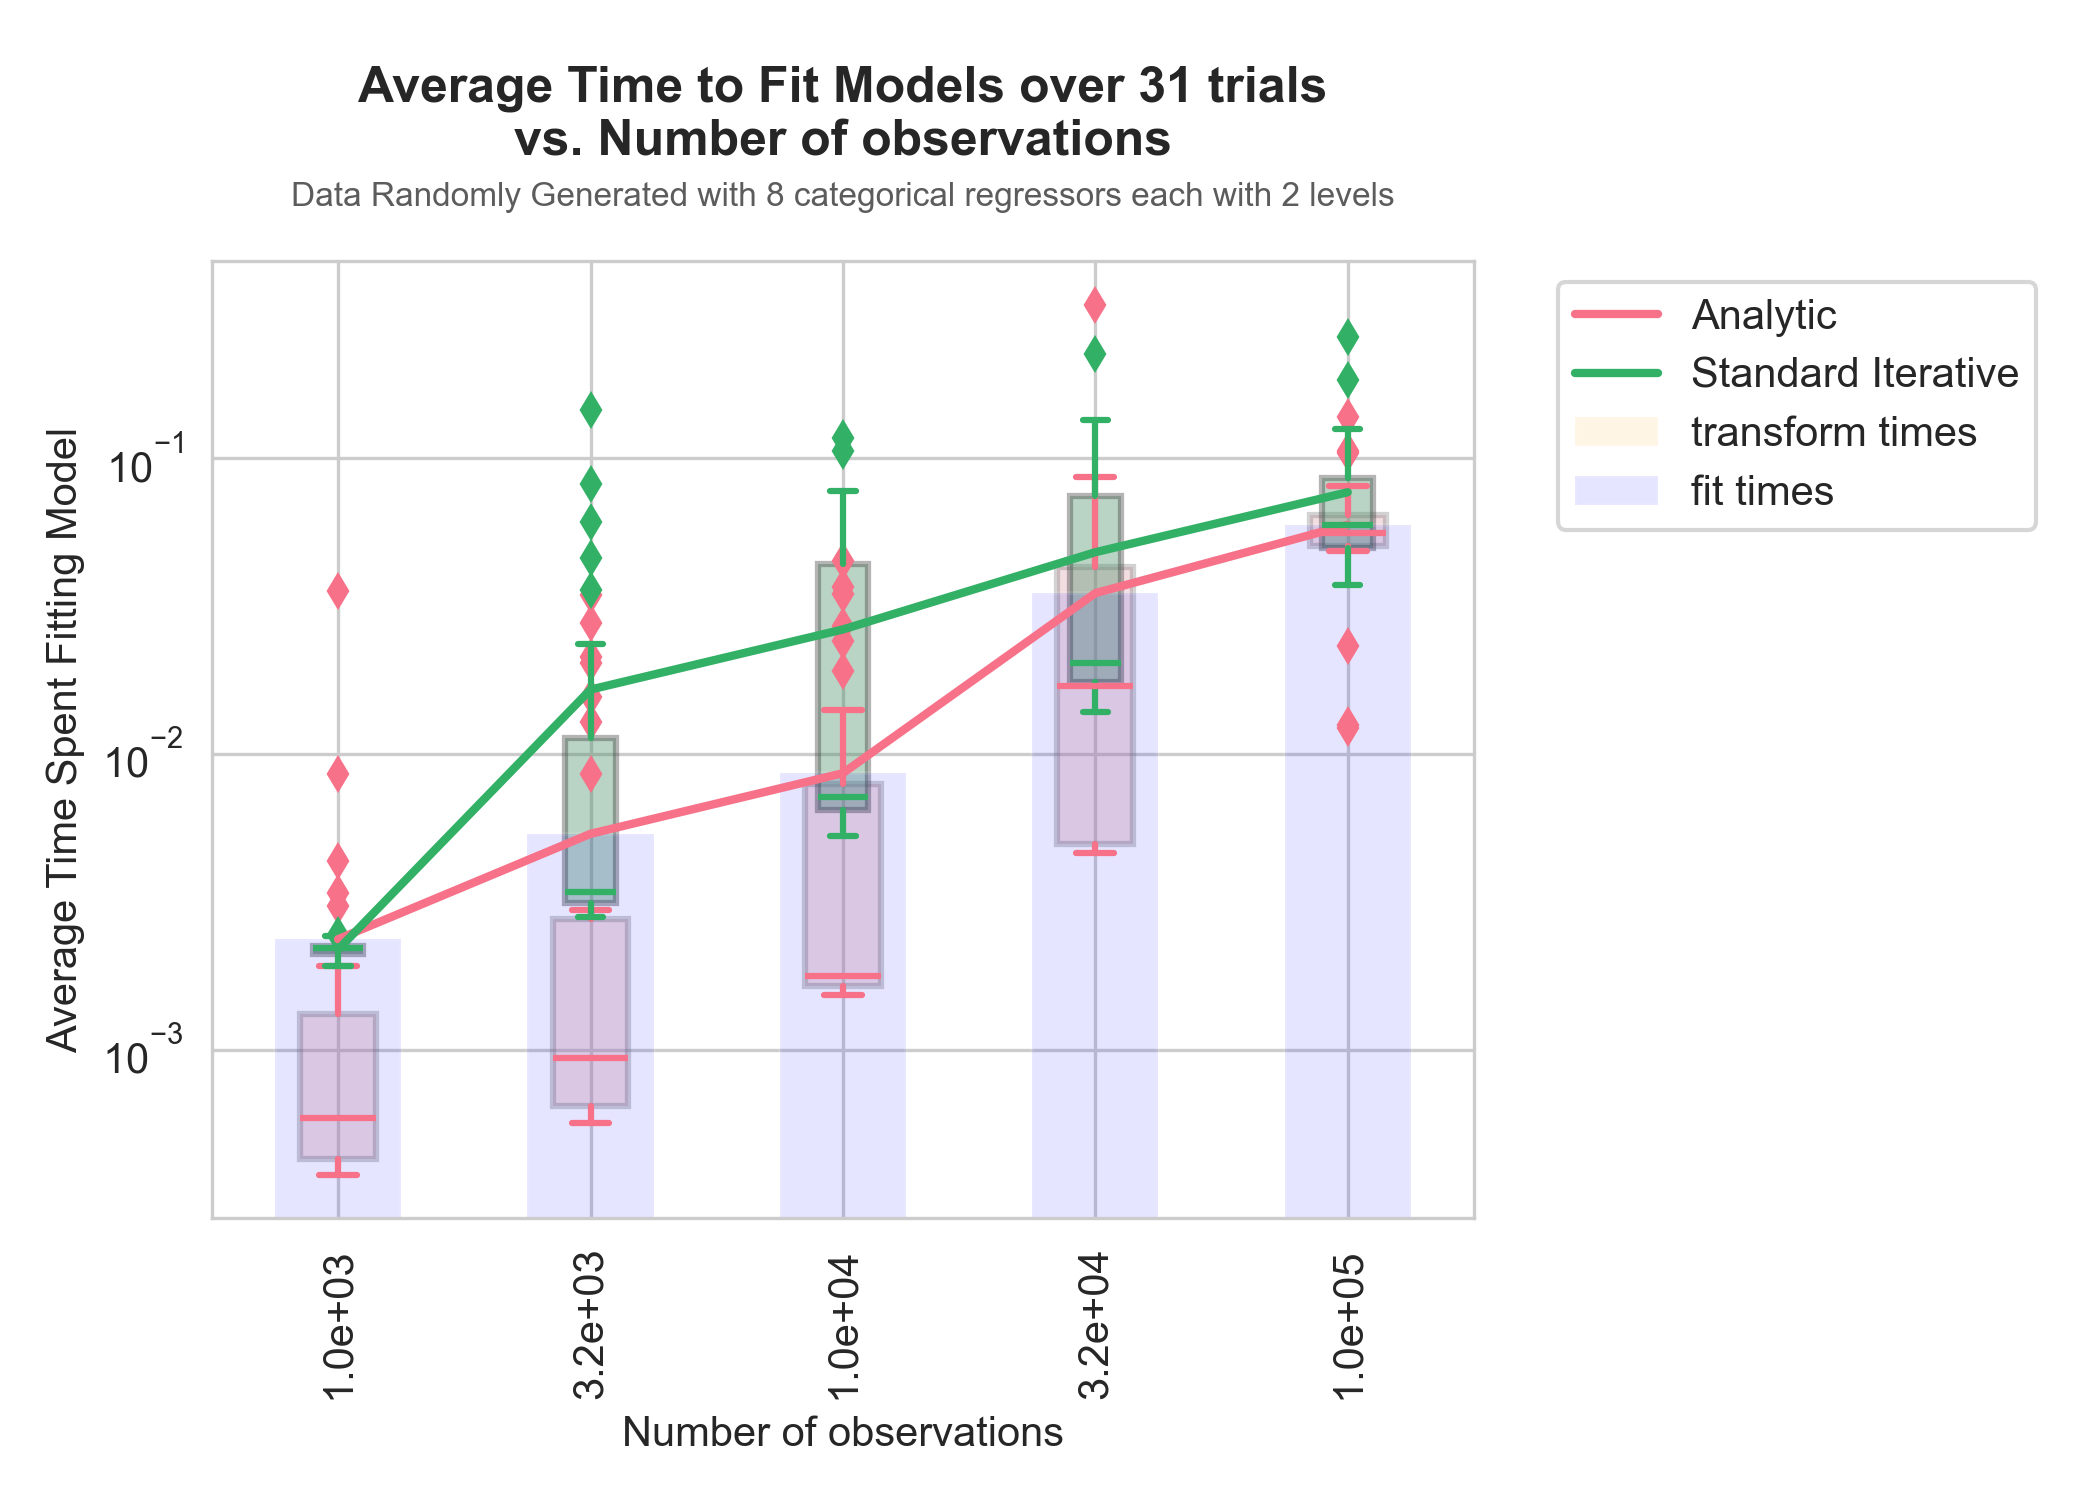 Average Time to Fit Models over 31 trials
vs. Number of observations
Data Randomly Generated with 8 categorical regressors each with 2 levels
Average Time Spent Fitting Model
10⁻¹
10⁻²
10⁻³
1.0e+03
3.2e+03
1.0e+04
3.2e+04
1.0e+05
Number of observations
Analytic
Standard Iterative
transform times
fit times